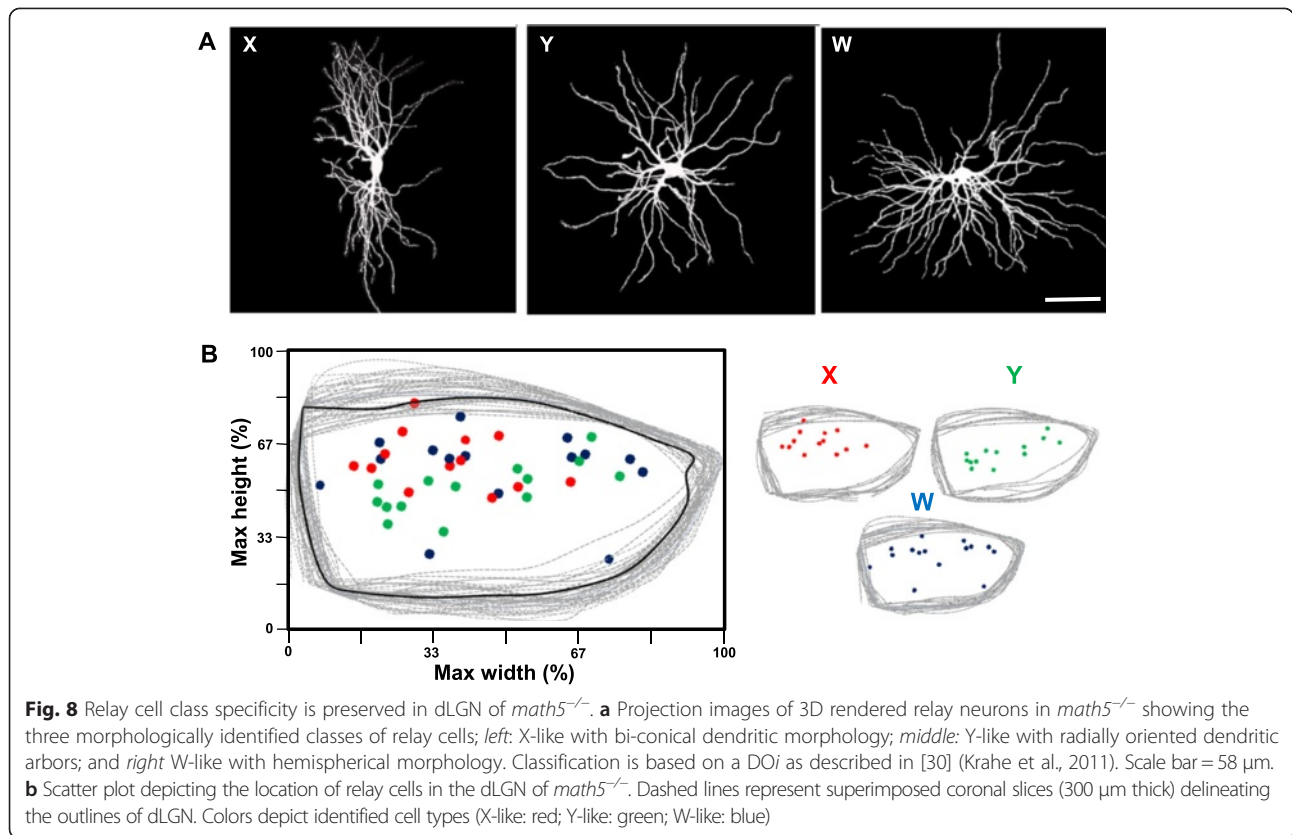 A
X
Y
W
B
100
67
33
0
Max height (%)
0
33
67
100
Max width (%)
X
Y
W
Fig. 8 Relay cell class specificity is preserved in dLGN of math5−/−. a Projection images of 3D rendered relay neurons in math5−/− showing the
three morphologically identified classes of relay cells; left: X-like with bi-conical dendritic morphology; middle: Y-like with radially oriented dendritic
arbors; and right W-like with hemispherical morphology. Classification is based on a DOi as described in [30] (Krahe et al., 2011). Scale bar = 58 μm.
b Scatter plot depicting the location of relay cells in the dLGN of math5−/−. Dashed lines represent superimposed coronal slices (300 μm thick) delineating
the outlines of dLGN. Colors depict identified cell types (X-like: red; Y-like: green; W-like: blue)